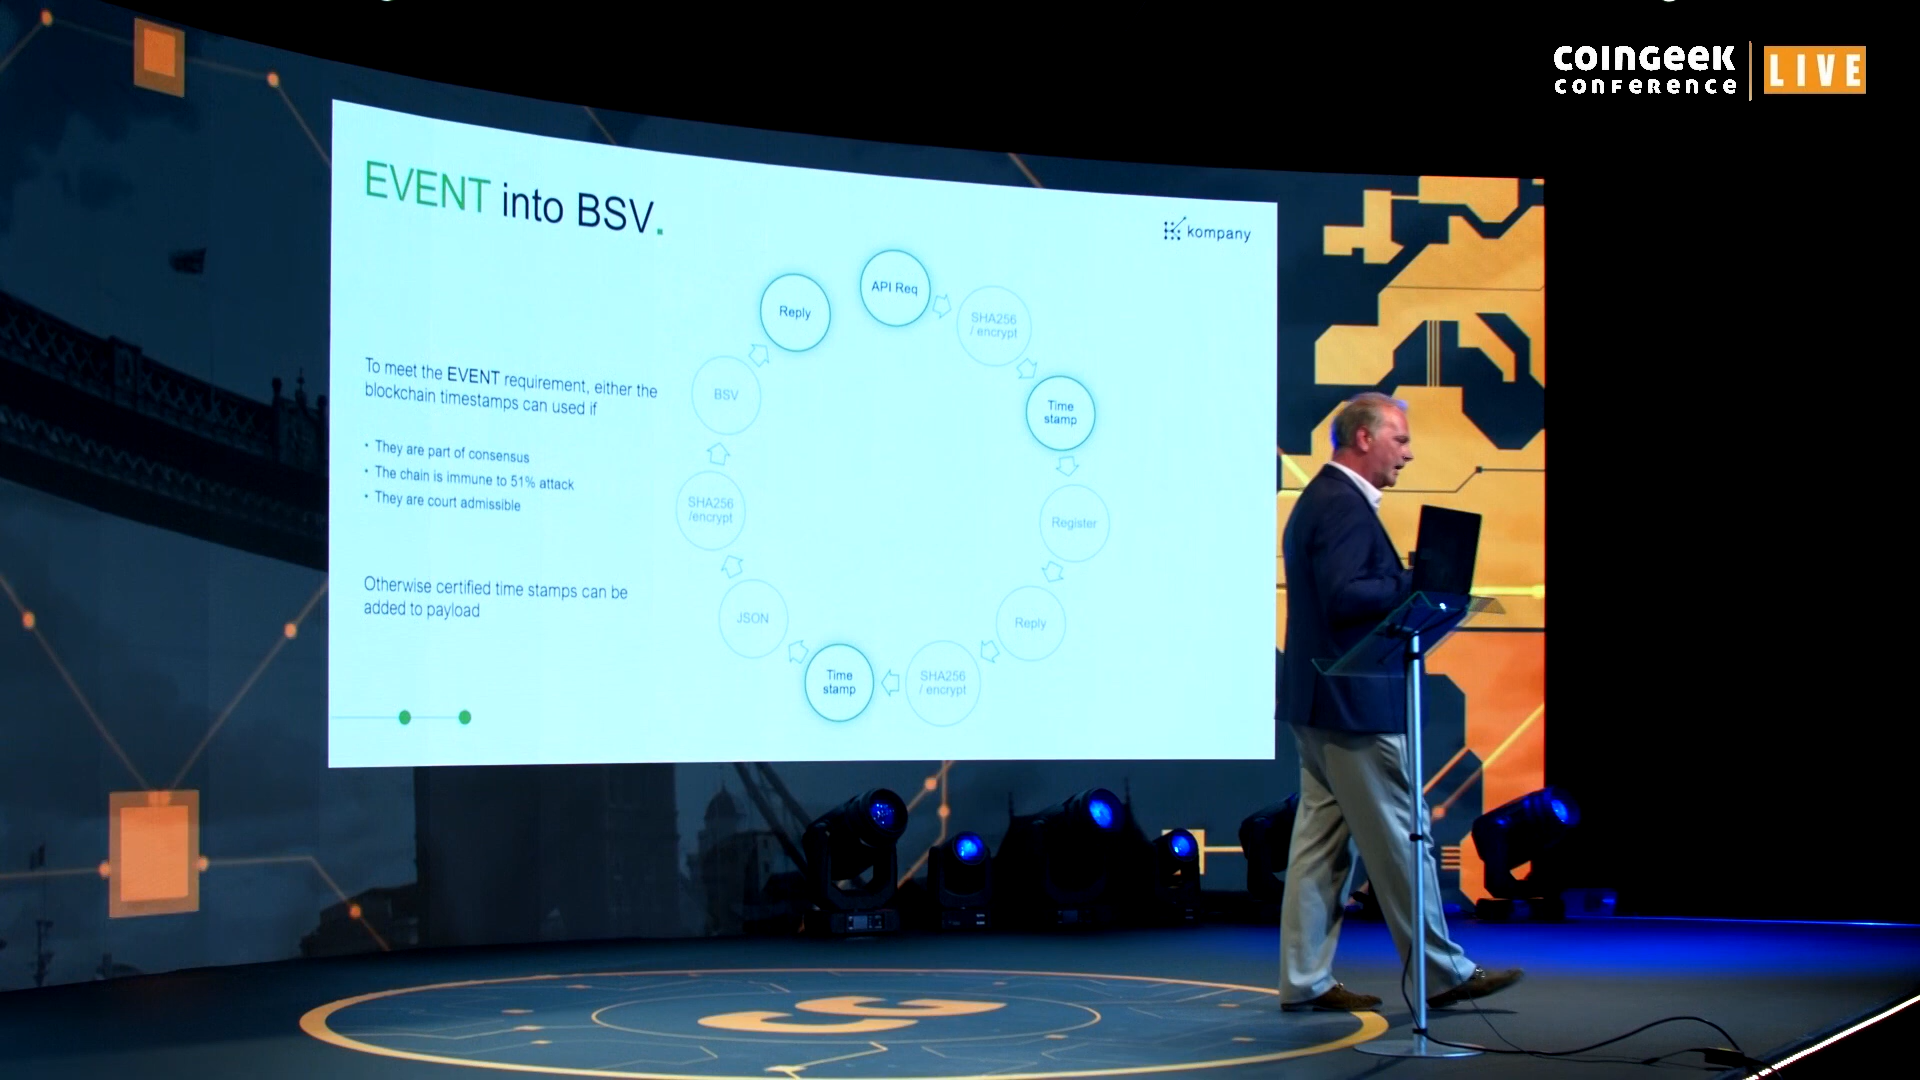 COINGEEK
CONFERENCE
LIVE
EVENT into BSV.
kompany
To meet the EVENT requirement, either the
blockchain timestamps can used if
• They are part of consensus
• The chain is immune to 51% attack
• They are court admissible
Otherwise certified time stamps can be
added to payload
API Req
SHA256
/ encrypt
Time
stamp
Register
Reply
SHA256
/ encrypt
Time
stamp
JSON
SHA256
/encrypt
BSV
Reply
CG